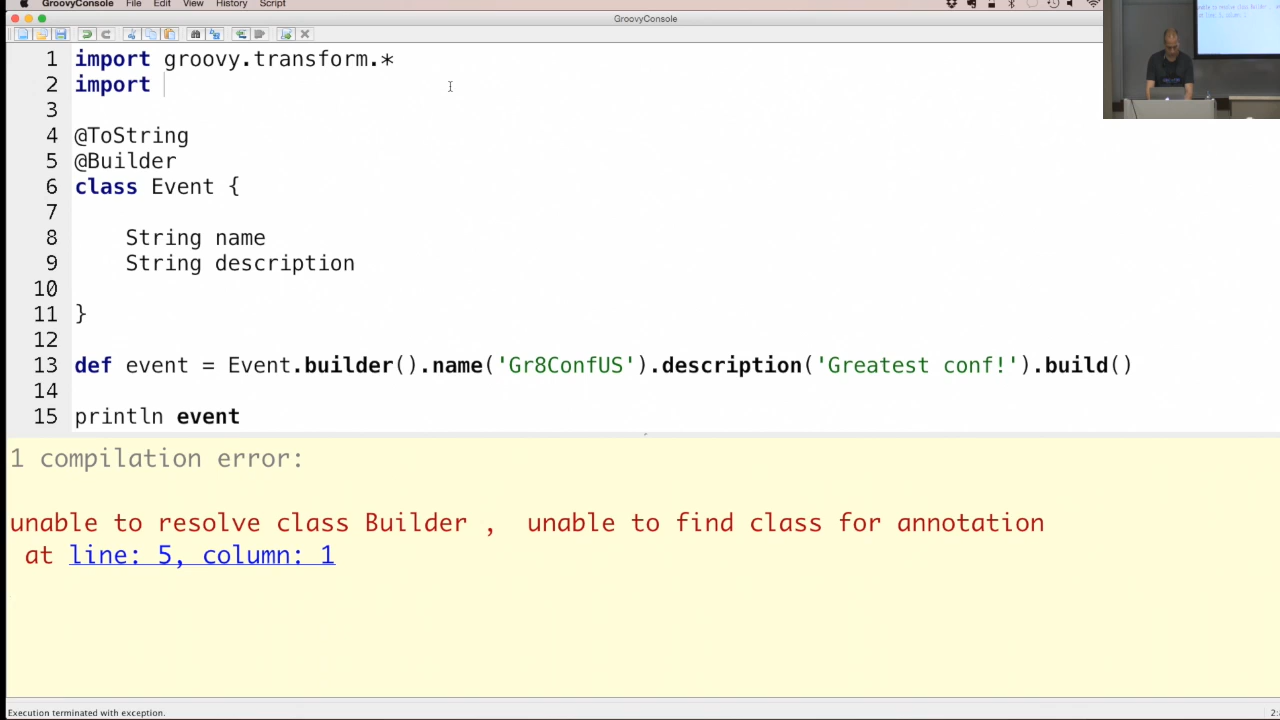 GroovyConsole File Edit View History Script
GroovyConsole
1 import groovy.transform.*
2 import
3
4 @ToString
5 @Builder
6 class Event {
7
8 String name
9 String description
10
11 }
12
13 def event = Event.builder().name('Gr8ConfUS').description('Greatest conf!').build()
14
15 println event
1 compilation error:
unable to resolve class Builder ,  unable to find class for annotation
at line: 5, column: 1
Execution terminated with exception.
2: